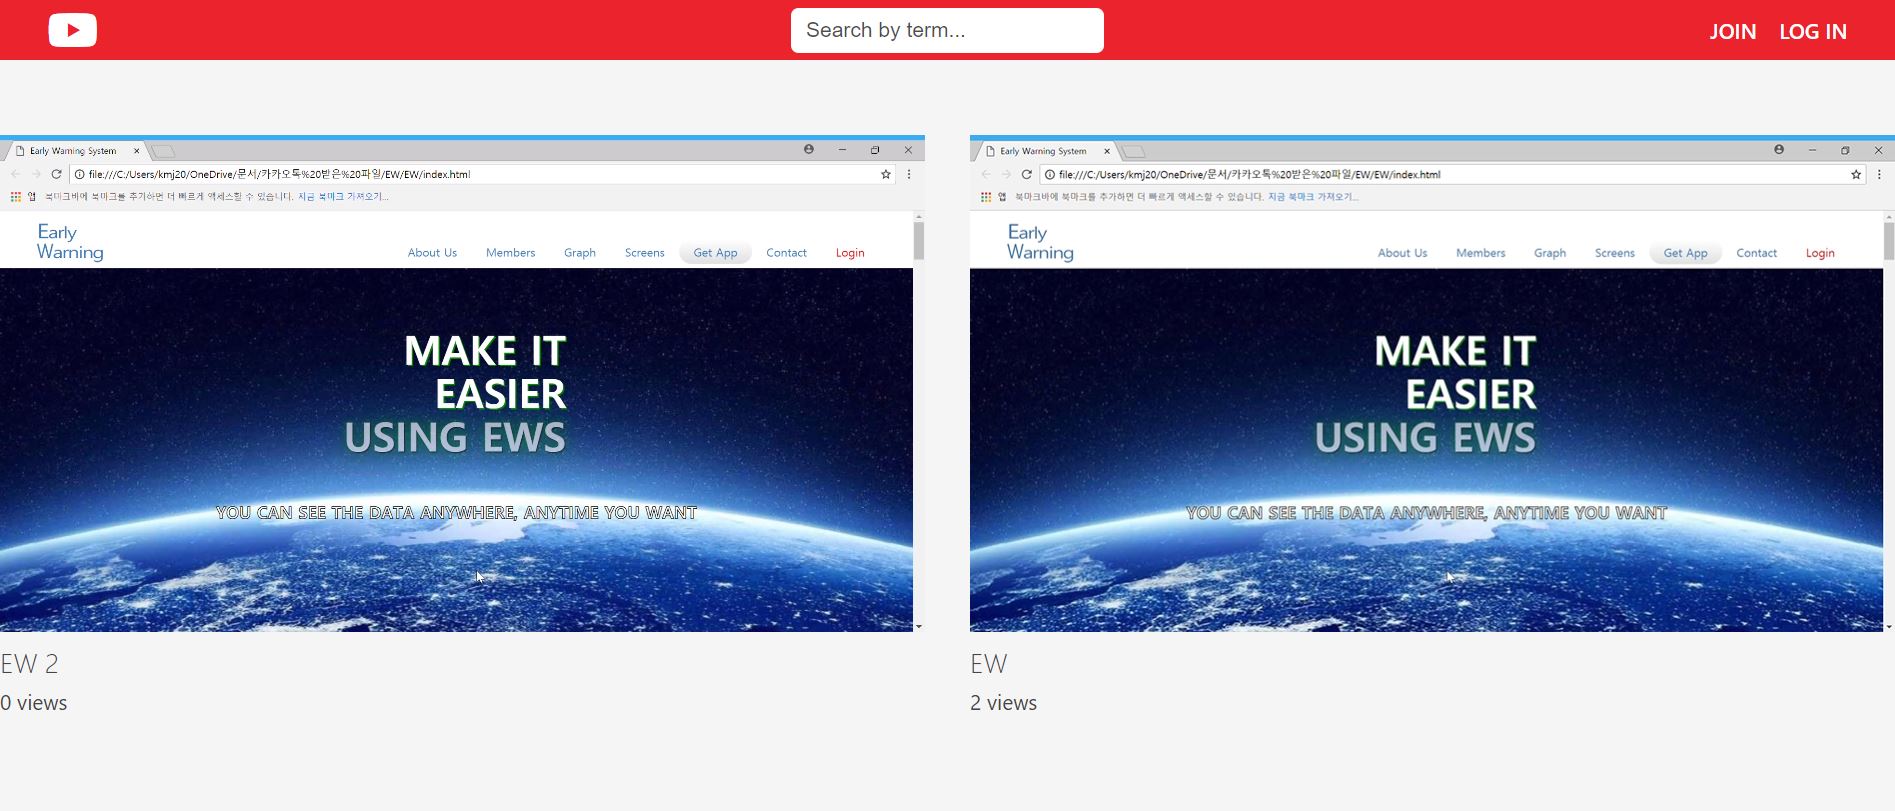 Search by term...
JOIN LOG IN
Early Warning System
file:///C:/Users/kmj20/OneDrive/문서/카카오톡%20받은%20파일/EW/EW/index.html
앱 북마크바에 북마크를 추가하면 더 빠르게 액세스할 수 있습니다. 지금 북마크 가져오기...
Early
Warning
About Us Members Graph Screens Get App Contact Login
MAKE IT
EASIER
USING EWS
YOU CAN SEE THE DATA ANYWHERE, ANYTIME YOU WANT
EW 2
0 views
Early Warning System
file:///C:/Users/kmj20/OneDrive/문서/카카오톡%20받은%20파일/EW/EW/index.html
앱 북마크바에 북마크를 추가하면 더 빠르게 액세스할 수 있습니다. 지금 북마크 가져오기...
Early
Warning
About Us Members Graph Screens Get App Contact Login
MAKE IT
EASIER
USING EWS
YOU CAN SEE THE DATA ANYWHERE, ANYTIME YOU WANT
EW
2 views